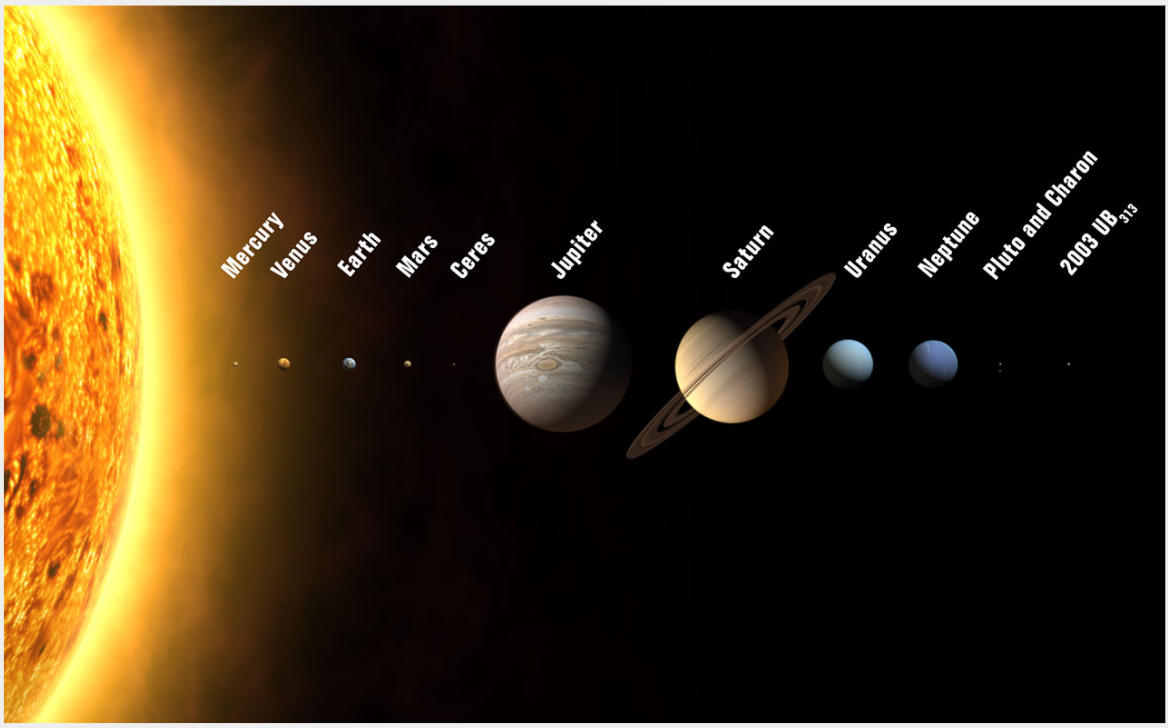 Mercury
Venus
Earth
Mars
Ceres
Jupiter
Saturn
Uranus
Neptune
Pluto and Charon
2003 UB313